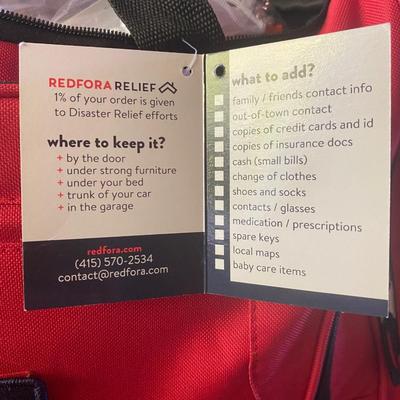 REDFORA RELIEF
1% of your order is given
to Disaster Relief efforts
where to keep it?
+ by the door
+ under strong furniture
+ under your bed
+ trunk of your car
+ in the garage
redfora.com
(415) 570-2534
contact@redfora.com
what to add?
family / friends contact info
out-of-town contact
copies of credit cards and id
copies of insurance docs
cash (small bills)
change of clothes
shoes and socks
contacts / glasses
medication / prescriptions
spare keys
local maps
baby care items